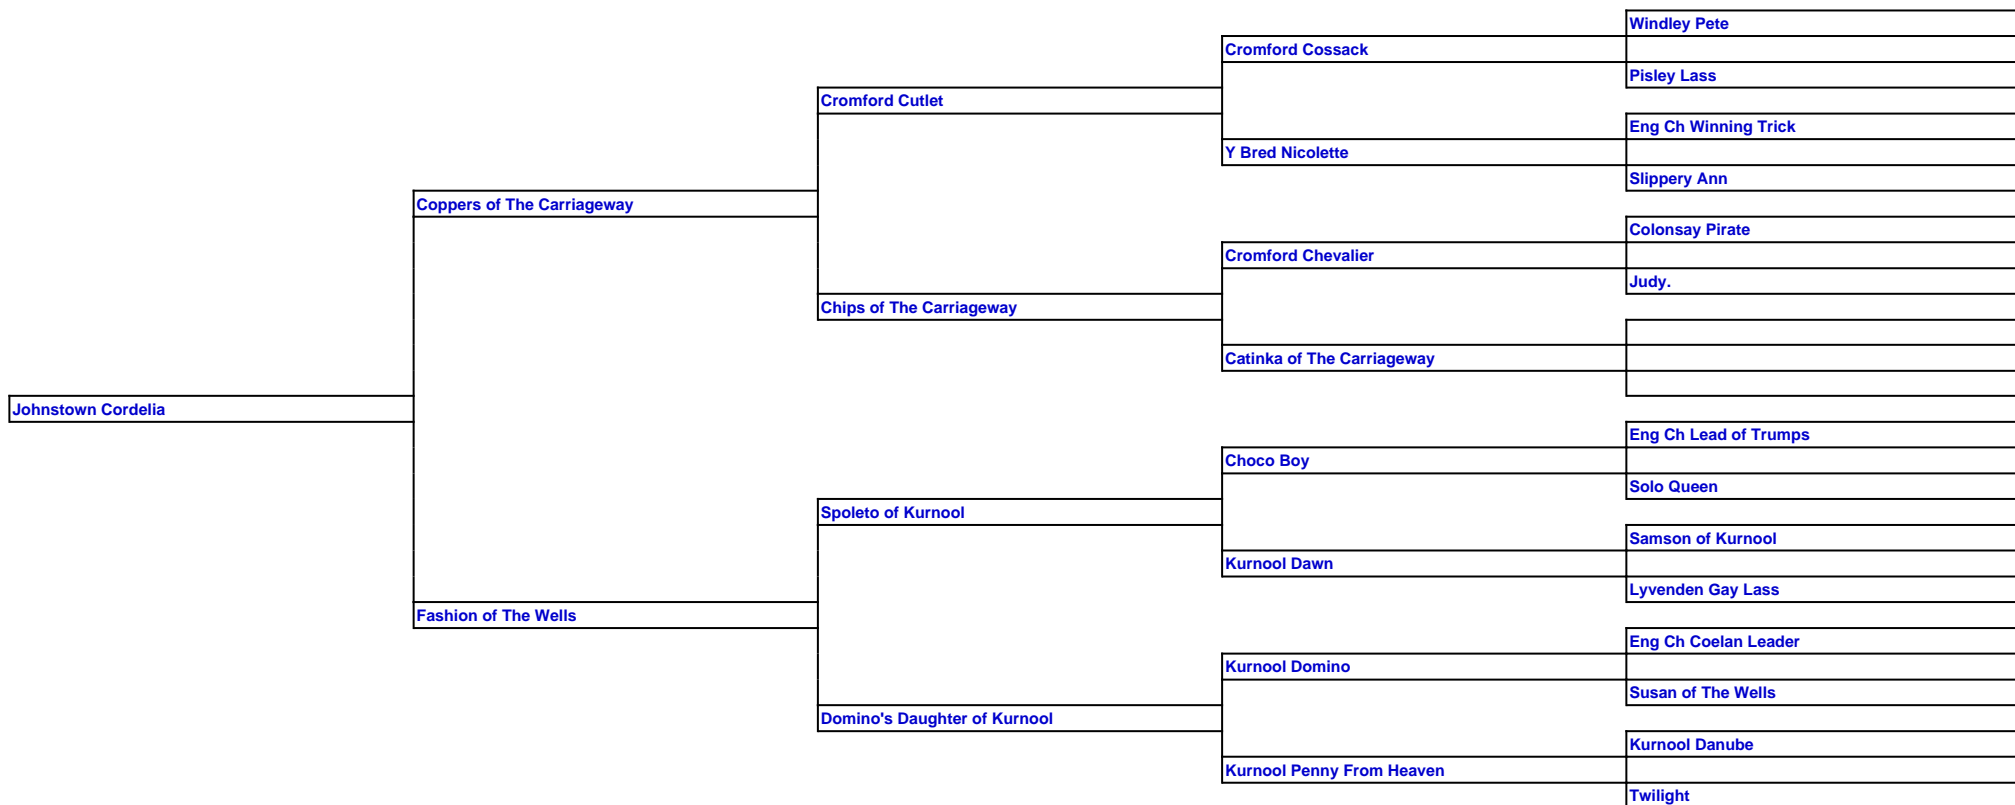 Windley Pete
Cromford Cossack
Pisley Lass
Cromford Cutlet
Eng Ch Winning Trick
Y Bred Nicolette
Slippery Ann
Coppers of The Carriageway
Colonsay Pirate
Cromford Chevalier
Judy.
Chips of The Carriageway
Catinka of The Carriageway
Johnstown Cordelia
Eng Ch Lead of Trumps
Choco Boy
Solo Queen
Spoleto of Kurnool
Samson of Kurnool
Kurnool Dawn
Lyvenden Gay Lass
Fashion of The Wells
Eng Ch Coelan Leader
Kurnool Domino
Susan of The Wells
Domino's Daughter of Kurnool
Kurnool Danube
Kurnool Penny From Heaven
Twilight